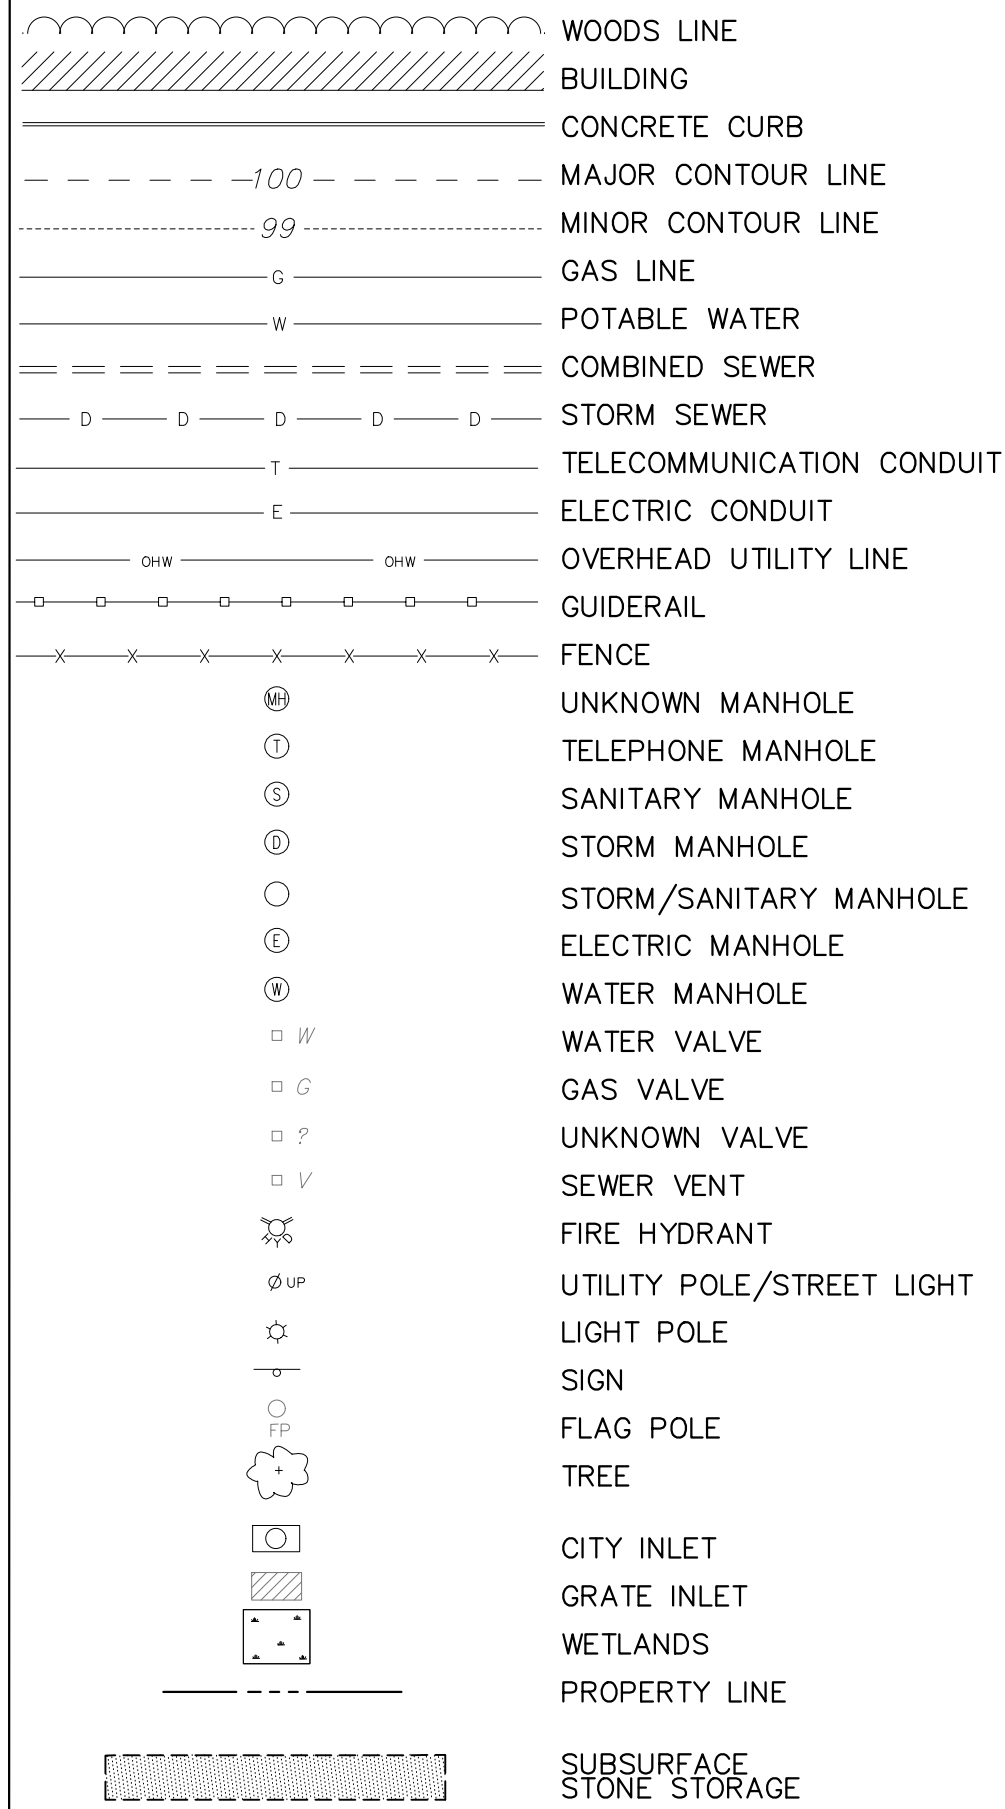 WOODS LINE
BUILDING
CONCRETE CURB
100 MAJOR CONTOUR LINE
99 MINOR CONTOUR LINE
G GAS LINE
W POTABLE WATER
COMBINED SEWER
D D D D D STORM SEWER
T TELECOMMUNICATION CONDUIT
E ELECTRIC CONDUIT
OHW OHW OVERHEAD UTILITY LINE
GUIDERAIL
X X X X X X X FENCE
MH UNKNOWN MANHOLE
T TELEPHONE MANHOLE
S SANITARY MANHOLE
D STORM MANHOLE
STORM/SANITARY MANHOLE
E ELECTRIC MANHOLE
W WATER MANHOLE
W WATER VALVE
G GAS VALVE
? UNKNOWN VALVE
V SEWER VENT
FIRE HYDRANT
UP UTILITY POLE/STREET LIGHT
LIGHT POLE
SIGN
FP FLAG POLE
TREE
CITY INLET
GRATE INLET
WETLANDS
PROPERTY LINE
SUBSURFACE
STONE STORAGE